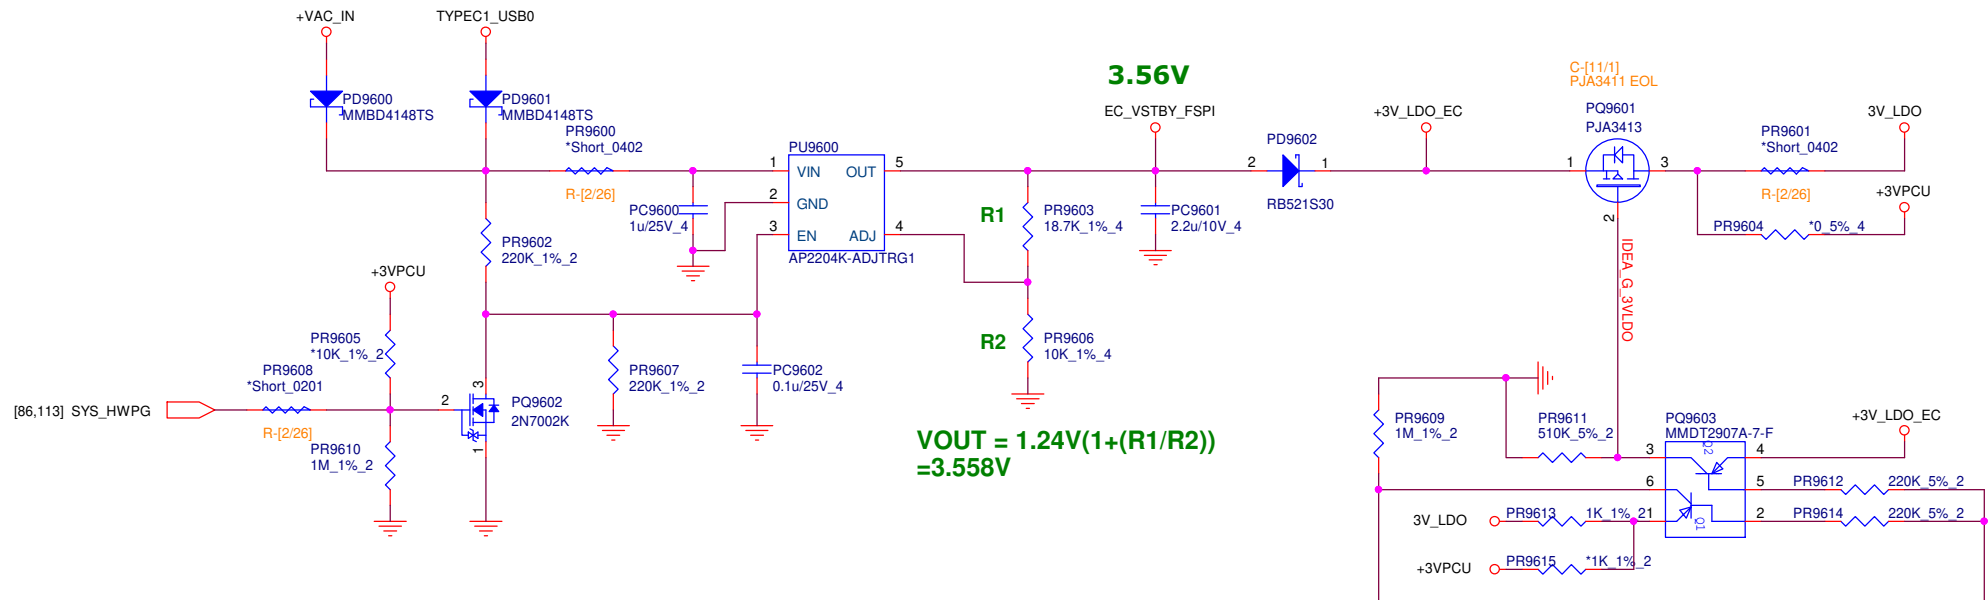 +VAC_IN
TYPEC1_USB0
PD9600
MMBD4148TS
PD9601
MMBD4148TS
PR9600
*Short_0402
R-[2/26]
PU9600
1
VIN
OUT
5
2
GND
3
EN
ADJ
4
AP2204K-ADJTRG1
PC9600
1u/25V_4
3.56V
EC_VSTBY_FSPI
R1
PR9603
18.7K_1%_4
PC9601
2.2u/10V_4
PD9602
2
1
RB521S30
+3V_LDO_EC
C-[11/1]
PJA3411 EOL
PQ9601
PJA3413
1
3
2
PR9601
*Short_0402
R-[2/26]
3V_LDO
+3VPCU
PR9604
*0_5%_4
IDEA_G_3VLDO
PR9602
220K_1%_2
+3VPCU
PR9605
*10K_1%_2
PR9608
*Short_0201
[86,113] SYS_HWPG
R-[2/26]
PR9610
1M_1%_2
2
3
1
PQ9602
2N7002K
PR9607
220K_1%_2
PC9602
0.1u/25V_4
R2
PR9606
10K_1%_4
VOUT = 1.24V(1+(R1/R2))
=3.558V
PR9609
1M_1%_2
PR9611
510K_5%_2
PQ9603
MMDT2907A-7-F
+3V_LDO_EC
3
Q2
4
6
5
PR9612
220K_5%_2
3V_LDO
PR9613
1K_1%_2
1
Q1
2
PR9614
220K_5%_2
+3VPCU
PR9615
*1K_1%_2